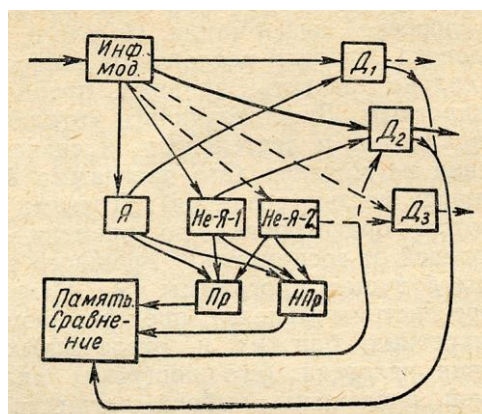 Инф.
мод.
Д₁
Д₂
Я
Не-Я-1
Не-Я-2
Д₃
Пр
НПр
Память.
Сравне-
ние